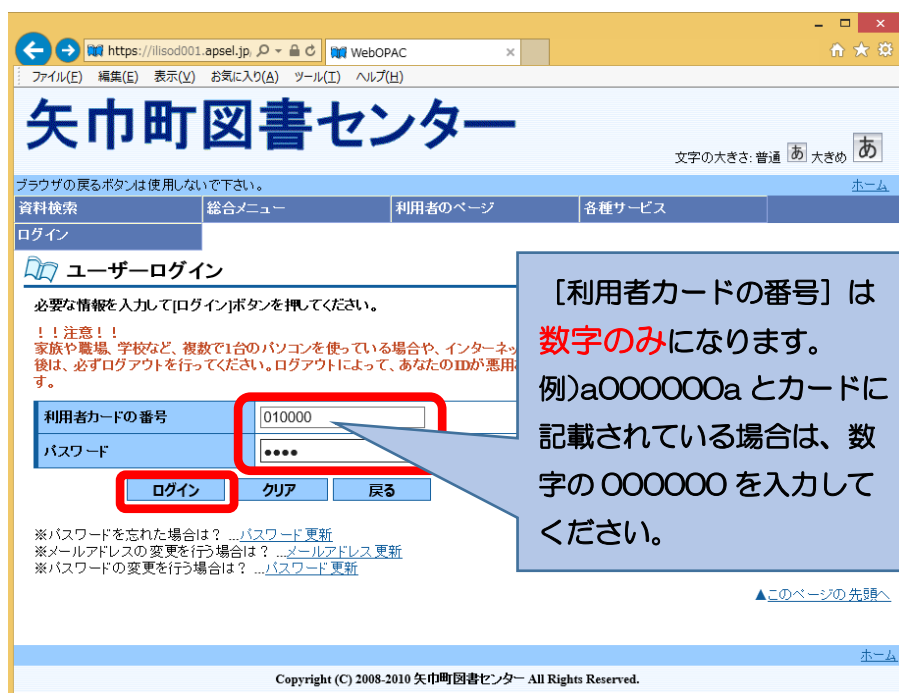 https://ilisod001.apsel.jp,
WebOPAC
ファイル(F) 編集(E) 表示(V) お気に入り(A) ツール(T) ヘルプ(H)
矢巾町図書センター
文字の大きさ: 普通 あ 大きめ あ
ブラウザの戻るボタンは使用しないで下さい。 ホーム
資料検索 総合メニュー 利用者のページ 各種サービス
ログイン
ユーザーログイン
必要な情報を入力して[ログイン]ボタンを押してください。
！！注意！！
家族や職場、学校など、複数で1台のパソコンを使っている場合や、インターネッ
後は、必ずログアウトを行ってください。ログアウトによって、あなたのIDが悪用
す。
利用者カードの番号 010000
パスワード ●●●●
ログイン クリア 戻る
［利用者カードの番号］は
数字のみになります。
例)a000000a とカードに
記載されている場合は、数
字の 000000 を入力して
ください。
※パスワードを忘れた場合は？ ...パスワード更新
※メールアドレスの変更を行う場合は？ ...メールアドレス更新
※パスワードの変更を行う場合は？ ...パスワード更新
▲このページの先頭へ
ホーム
Copyright (C) 2008-2010 矢巾町図書センター All Rights Reserved.